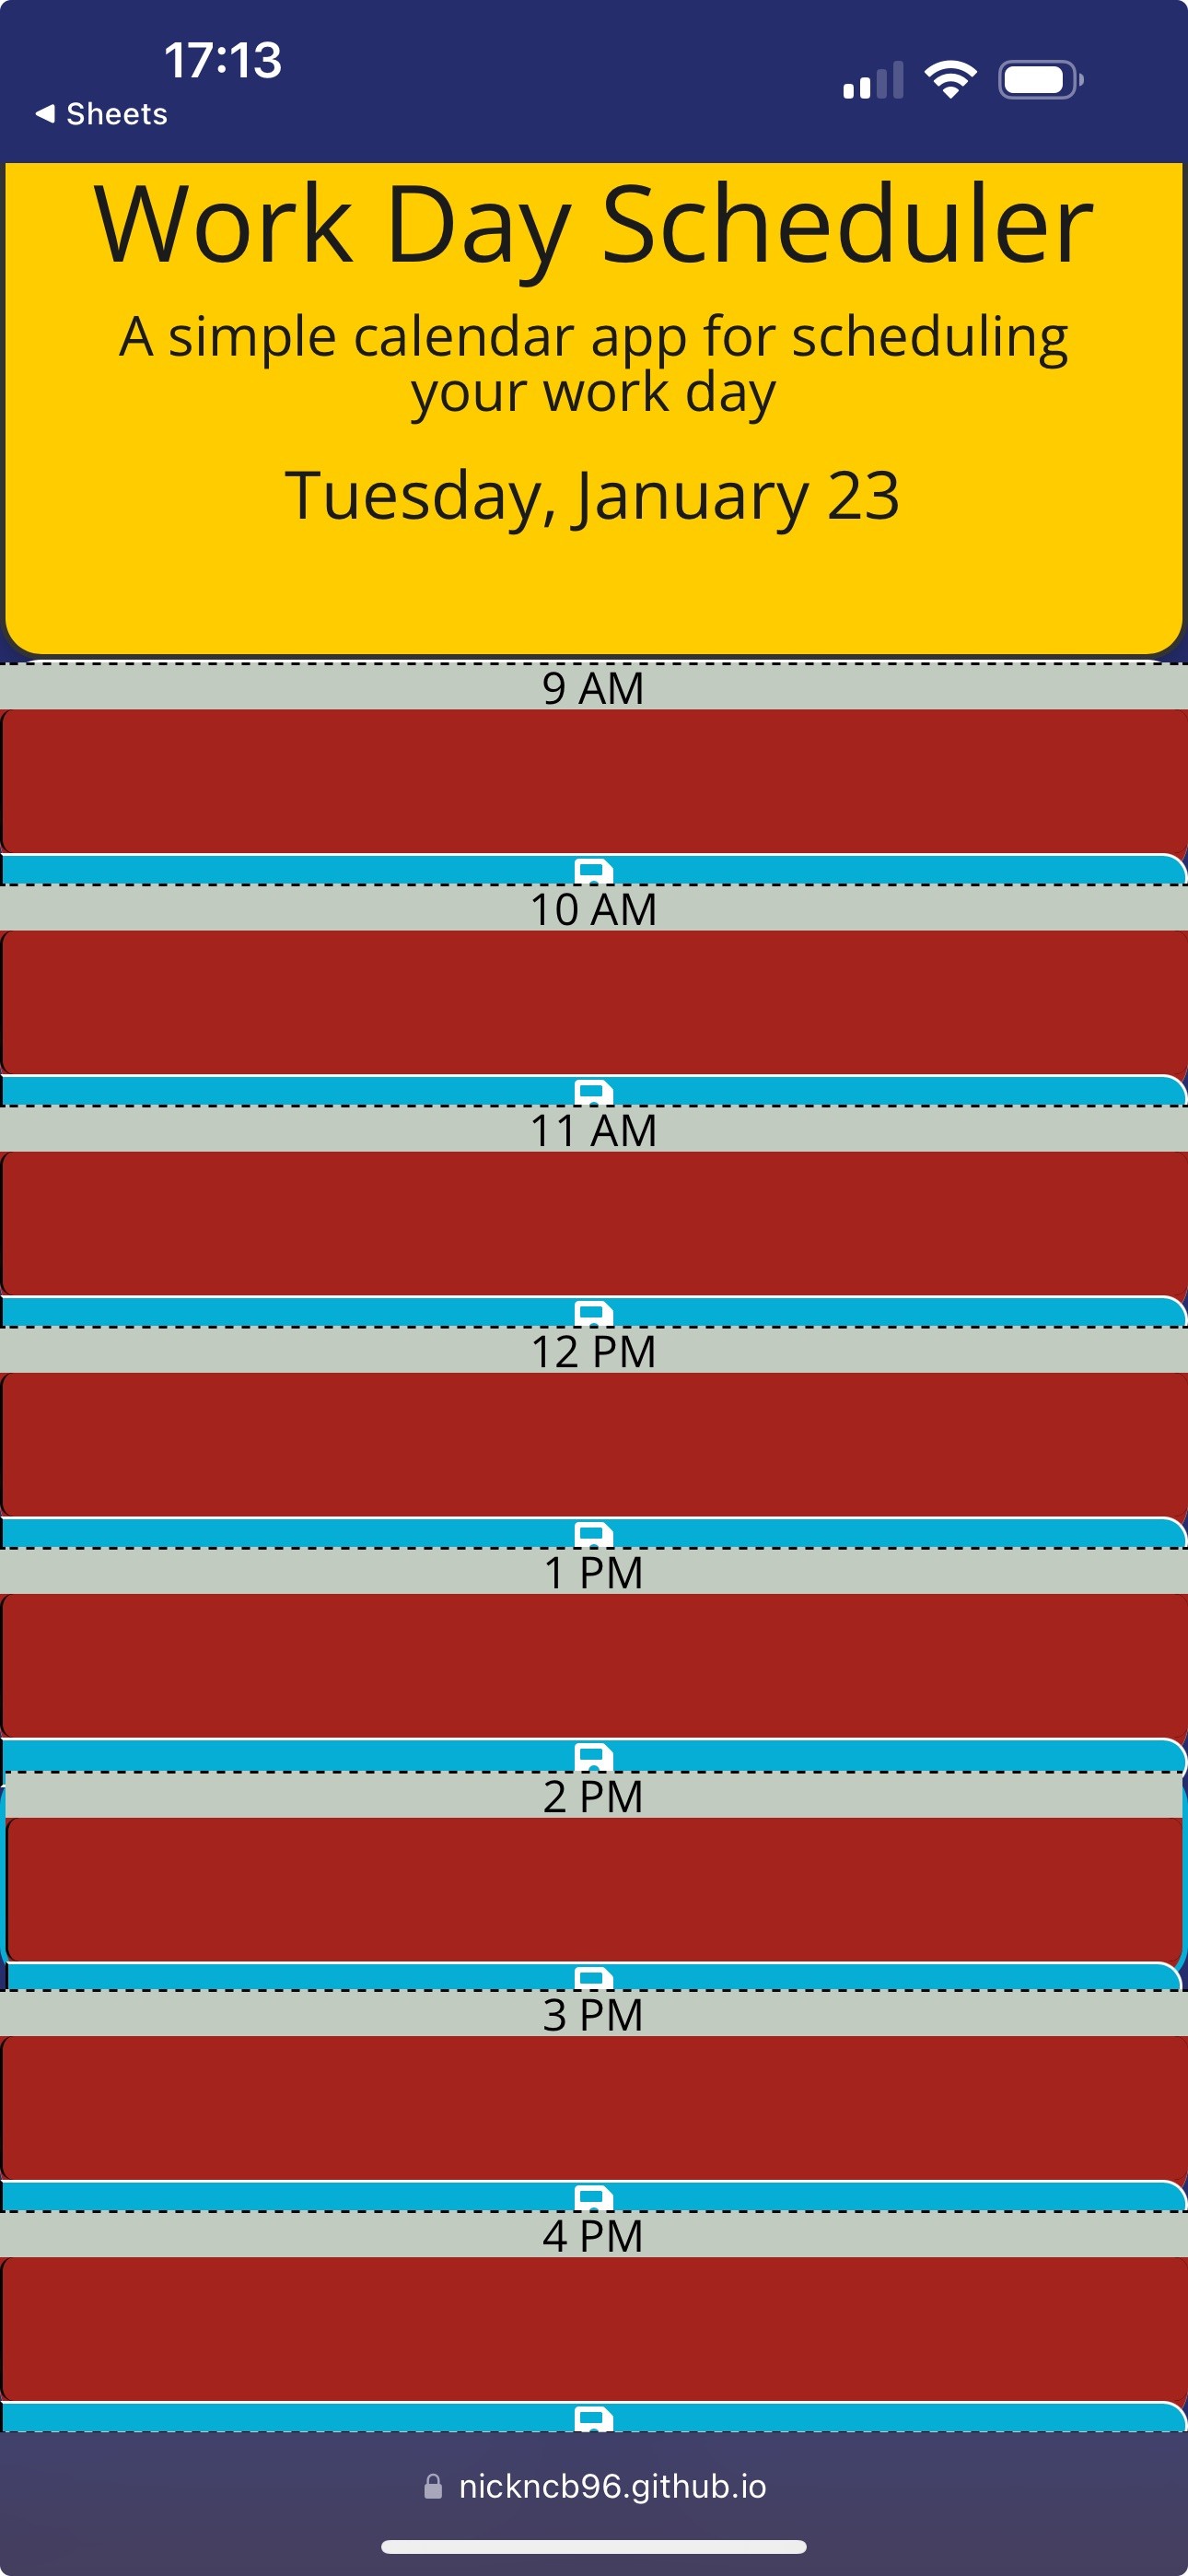 17:13
Sheets
Work Day Scheduler
A simple calendar app for scheduling
your work day
Tuesday, January 23
9 AM
10 AM
11 AM
12 PM
1 PM
2 PM
3 PM
4 PM
nickncb96.github.io